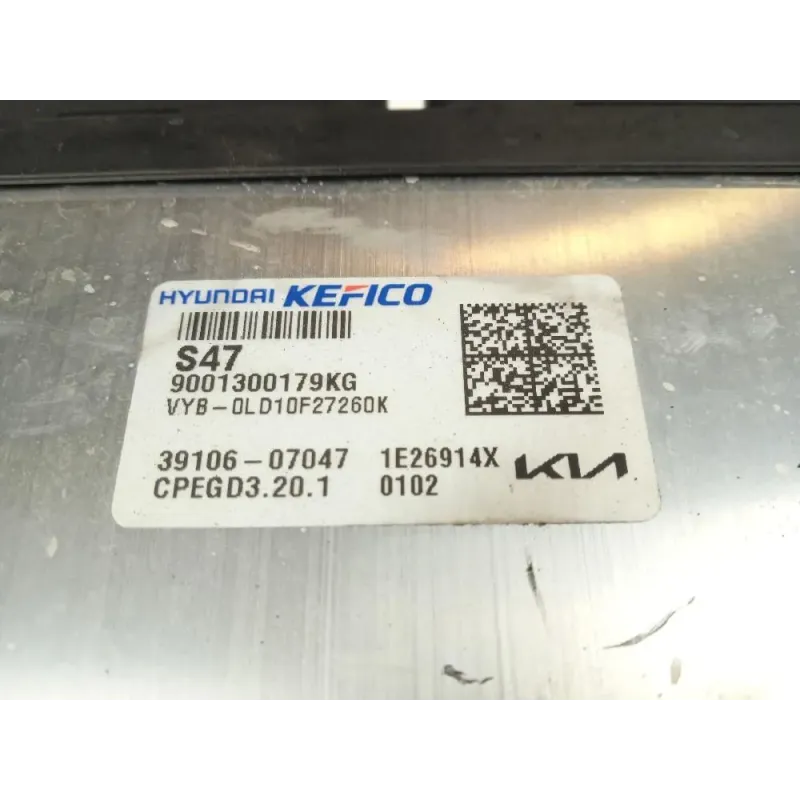 HYUNDAI KEFICO
S47
9001300179KG
VYB-0LD10F27260K
39106-07047 1E26914X KIA
CPEGD3.20.1 0102